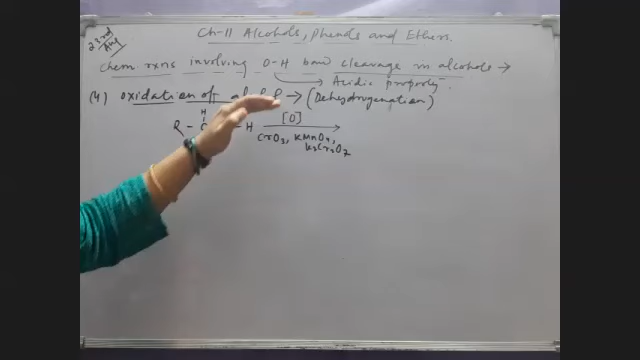 23rd Aug
Ch-11 Alcohols, Phenols and Ethers.
Chem rxns involving O-H bond cleavage in alcohols →
Acidic property.
(4) Oxidation of → (Dehydrogenation)
H
R - C - H [O]
CrO3, KMnO4,
K2Cr2O7